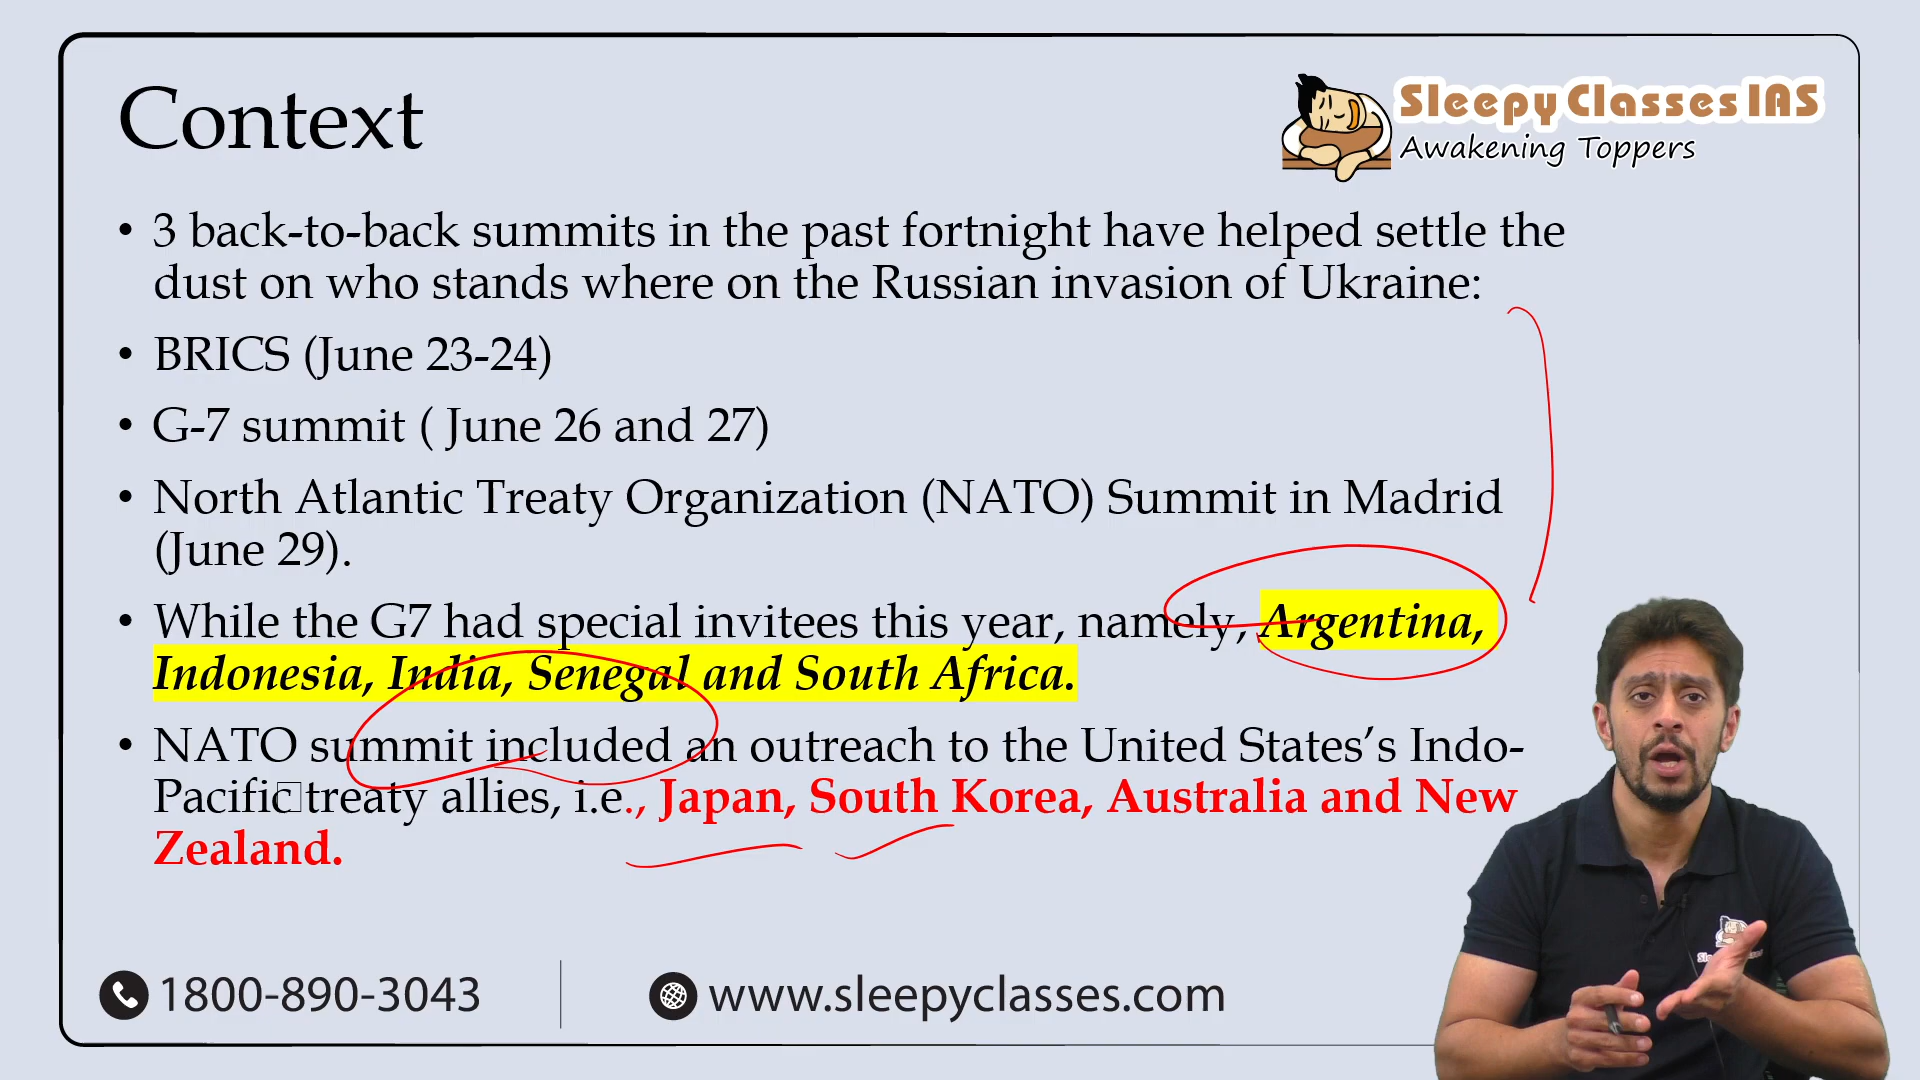 Context
Sleepy Classes IAS
Awakening Toppers
• 3 back-to-back summits in the past fortnight have helped settle the
dust on who stands where on the Russian invasion of Ukraine:
• BRICS (June 23-24)
• G-7 summit ( June 26 and 27)
• North Atlantic Treaty Organization (NATO) Summit in Madrid
(June 29).
• While the G7 had special invitees this year, namely, Argentina,
Indonesia, India, Senegal and South Africa.
• NATO summit included an outreach to the United States’s Indo-
Pacific treaty allies, i.e., Japan, South Korea, Australia and New
Zealand.
1800-890-3043
www.sleepyclasses.com